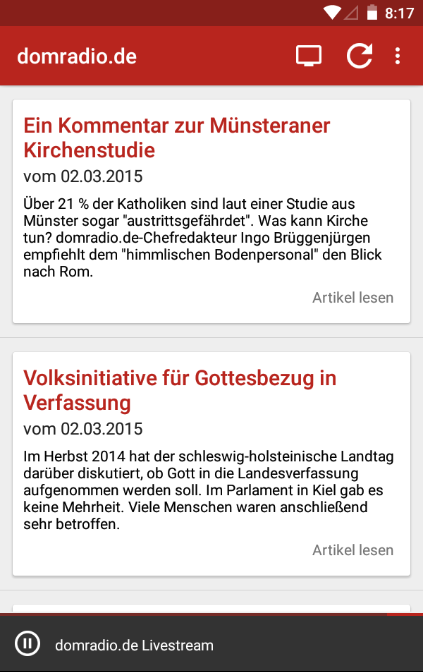 8:17
domradio.de
Ein Kommentar zur Münsteraner
Kirchenstudie
vom 02.03.2015
Über 21 % der Katholiken sind laut einer Studie aus
Münster sogar "austrittsgefährdet". Was kann Kirche
tun? domradio.de-Chefredakteur Ingo Brüggenjürgen
empfiehlt dem "himmlischen Bodenpersonal" den Blick
nach Rom.
Artikel lesen
Volksinitiative für Gottesbezug in
Verfassung
vom 02.03.2015
Im Herbst 2014 hat der schleswig-holsteinische Landtag
darüber diskutiert, ob Gott in die Landesverfassung
aufgenommen werden soll. Im Parlament in Kiel gab es
keine Mehrheit. Viele Menschen waren anschließend
sehr betroffen.
Artikel lesen
domradio.de Livestream